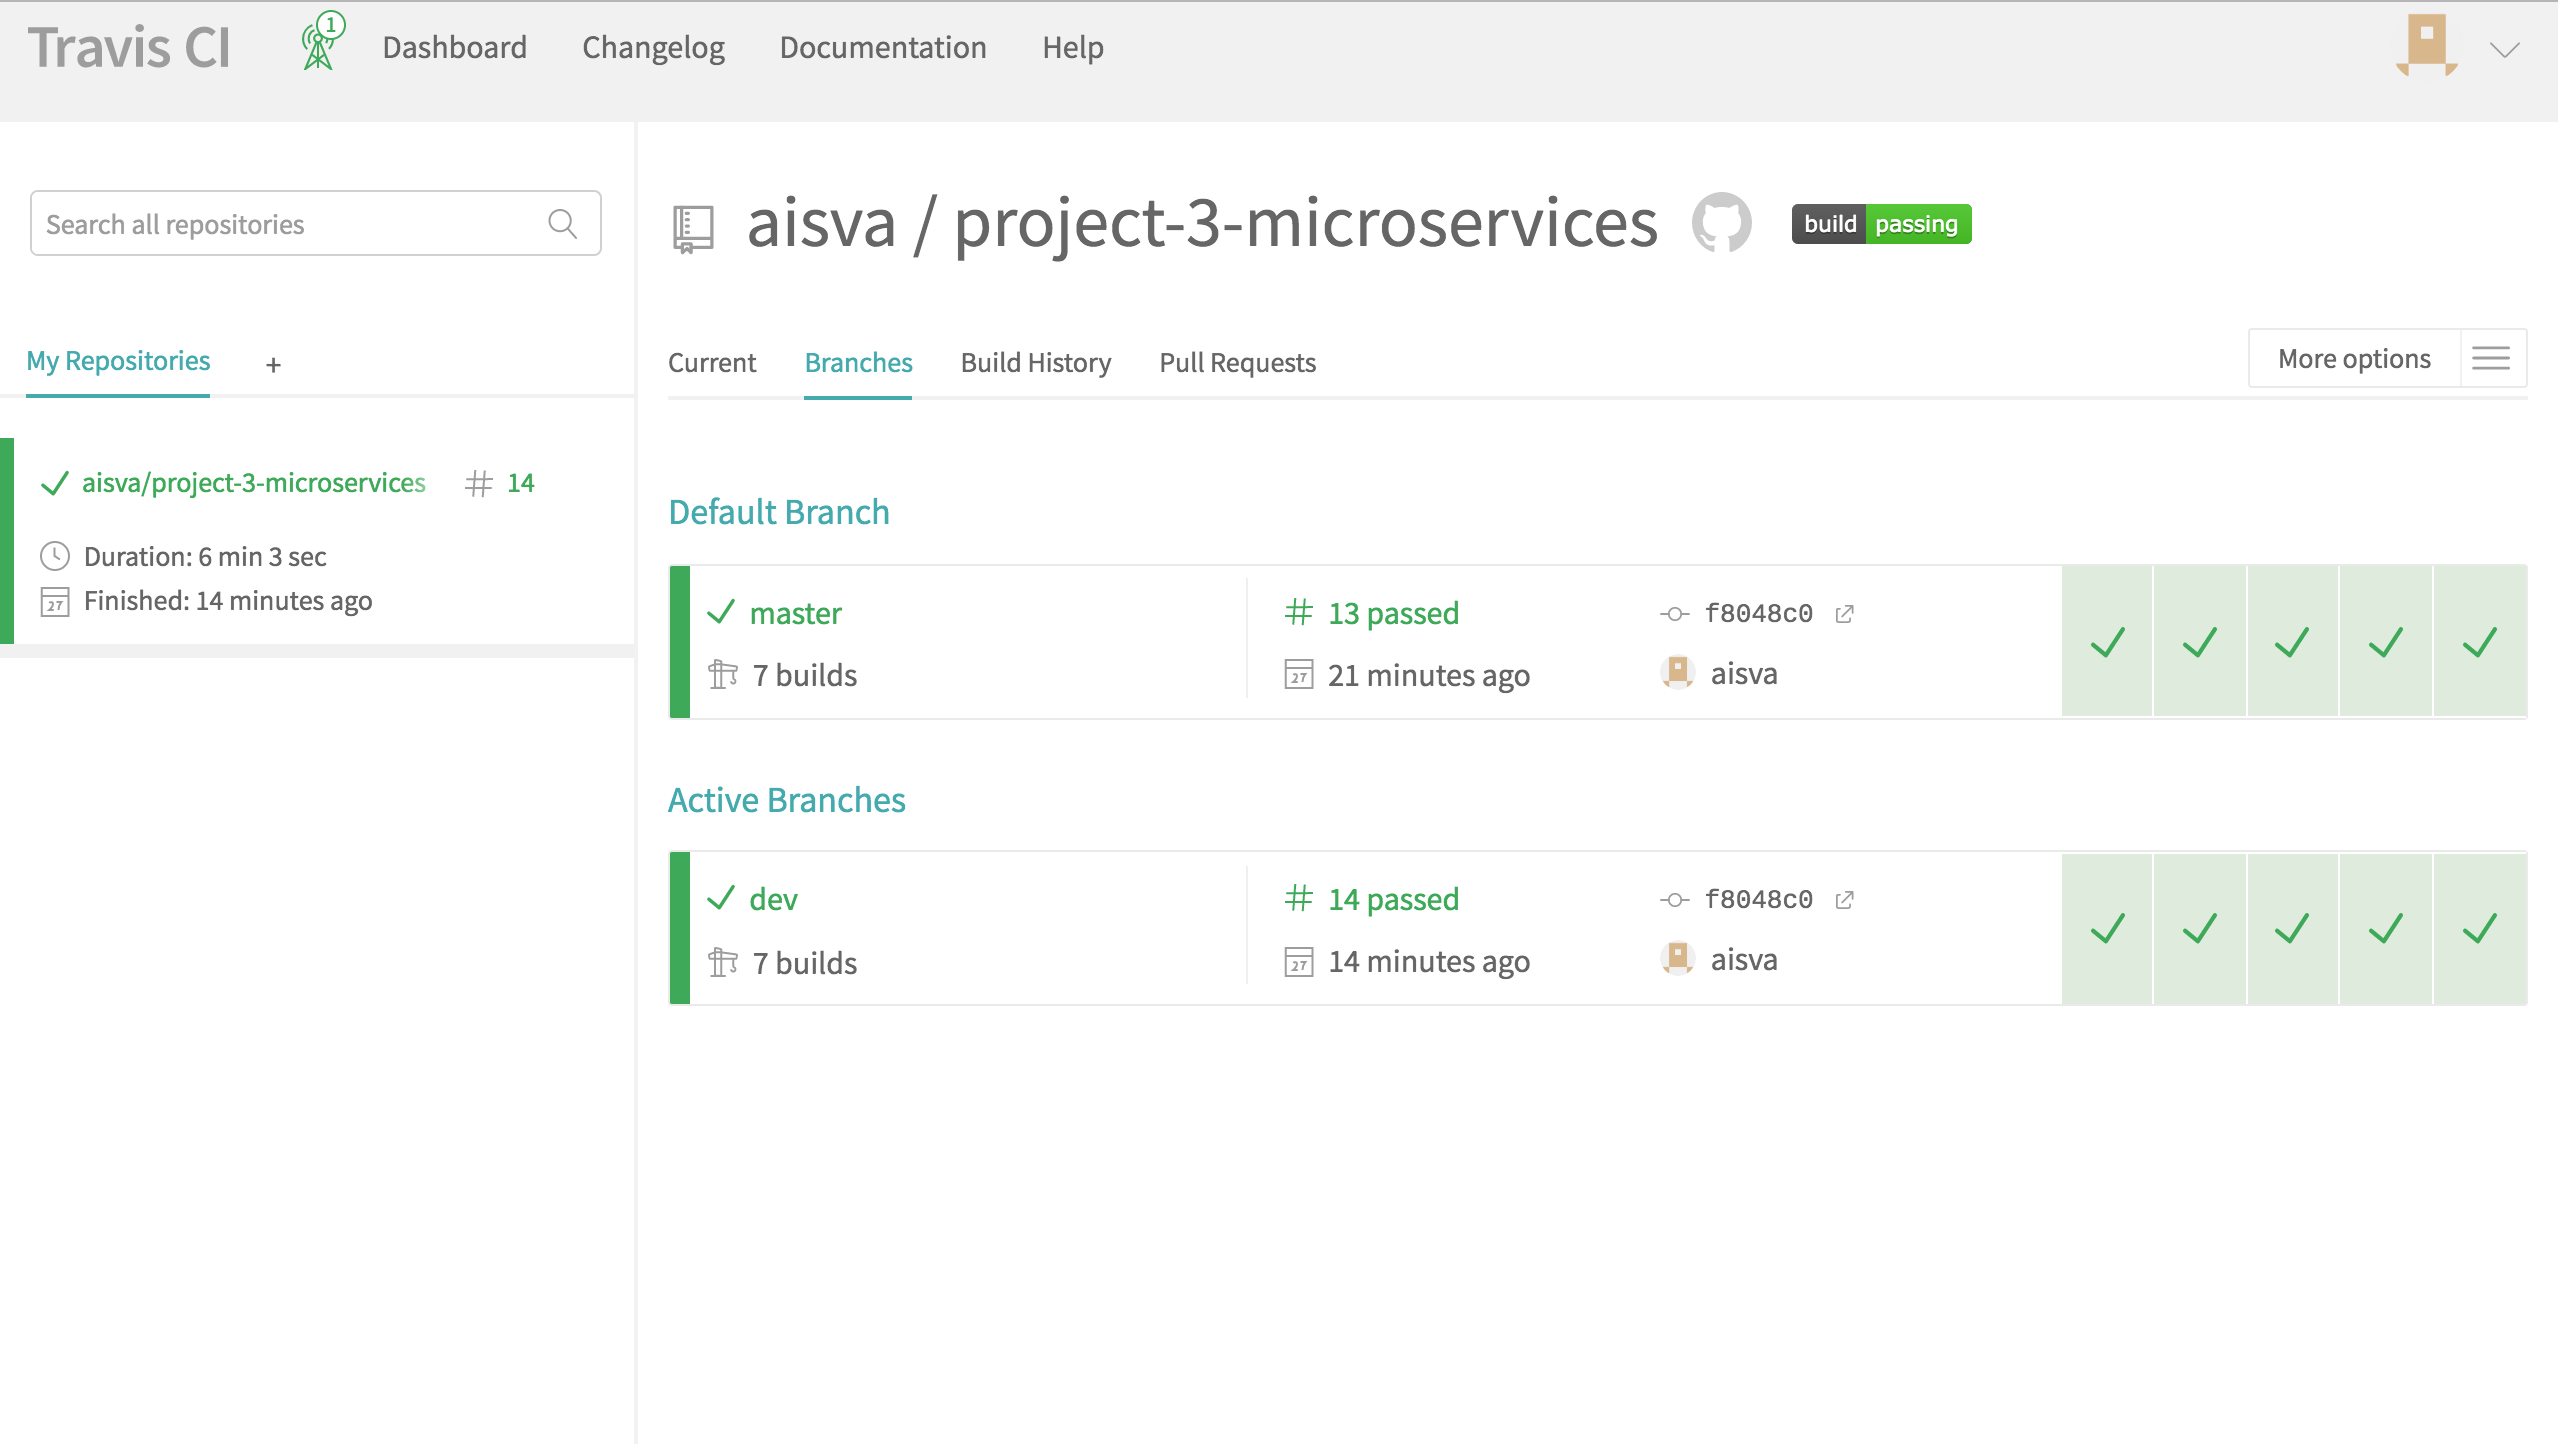 Travis CI
1
Dashboard
Changelog
Documentation
Help
Search all repositories
My Repositories
+
aisva/project-3-microservices
# 14
Duration: 6 min 3 sec
27
Finished: 14 minutes ago
aisva / project-3-microservices
build passing
Current
Branches
Build History
Pull Requests
More options
Default Branch
master
# 13 passed
f8048c0
7 builds
27
21 minutes ago
aisva
Active Branches
dev
# 14 passed
f8048c0
7 builds
27
14 minutes ago
aisva